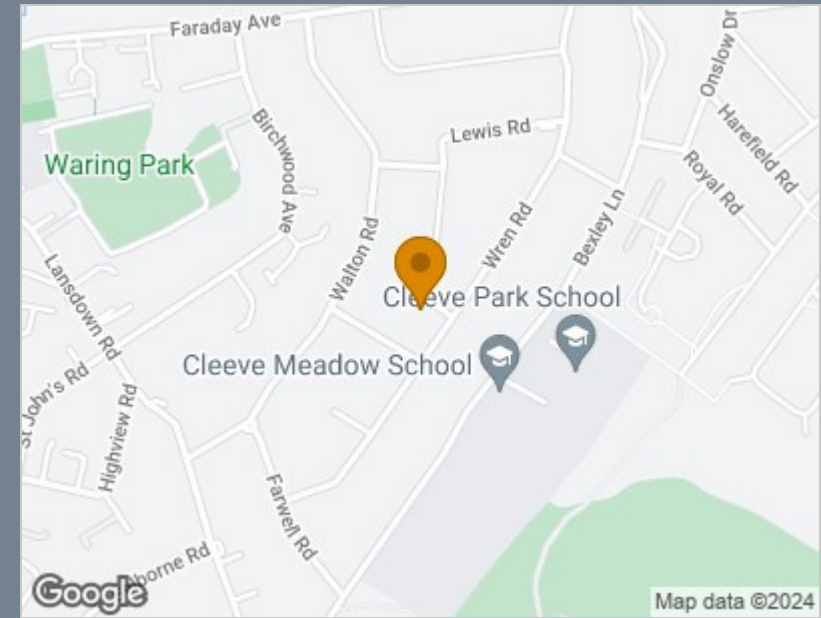 Faraday Ave
Onslow Dr
Birchwood Ave
Lewis Rd
Harefield Rd
Waring Park
Royal Rd
Wren Rd
Bexley Ln
Walton Rd
Lansdown Rd
Cleeve Park School
Cleeve Meadow School
St John's Rd
Highview Rd
Farwell Rd
Google
Map data ©2024